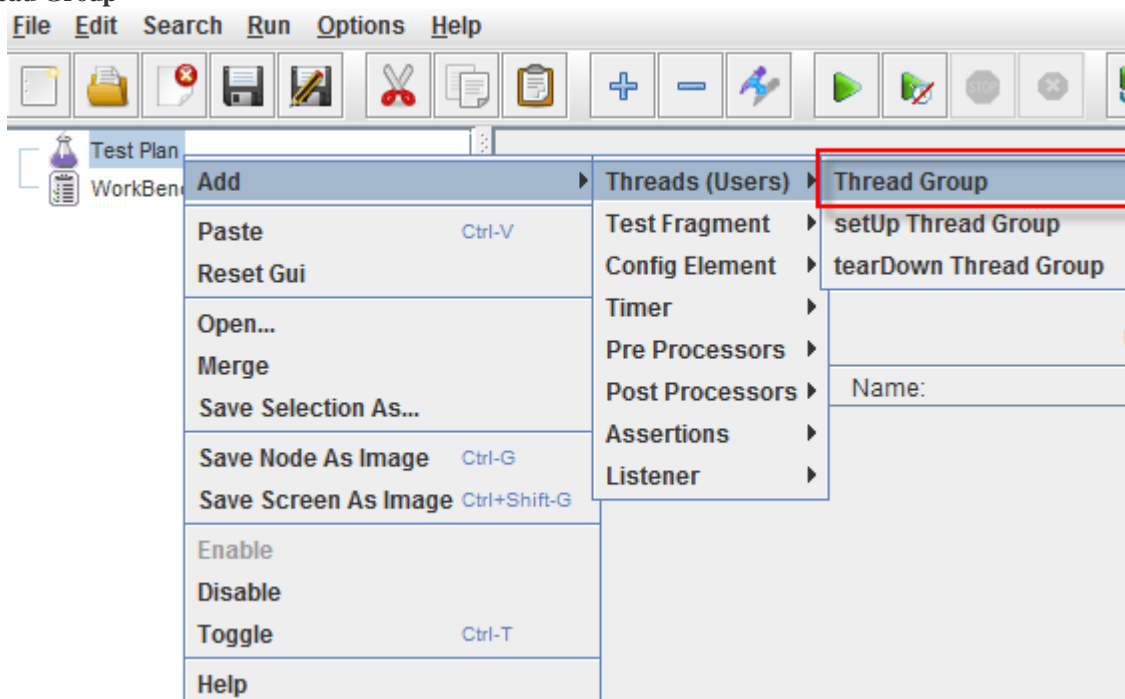 ead Group
File Edit Search Run Options Help
STOP
Test Plan
WorkBen
Add
Paste Ctrl-V
Reset Gui
Open...
Merge
Save Selection As...
Save Node As Image Ctrl-G
Save Screen As Image Ctrl+Shift-G
Enable
Disable
Toggle Ctrl-T
Help
Threads (Users)
Test Fragment
Config Element
Timer
Pre Processors
Post Processors
Assertions
Listener
Thread Group
setUp Thread Group
tearDown Thread Group
Name: